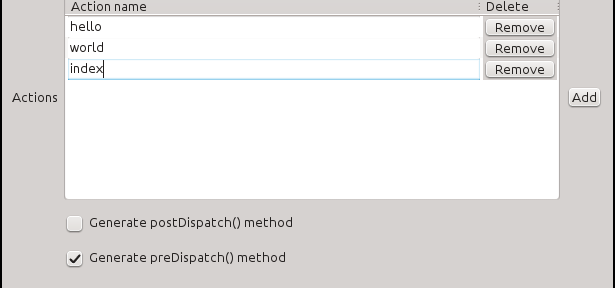 Action name Delete
hello Remove
world Remove
index Remove
Actions Add
Generate postDispatch() method
Generate preDispatch() method